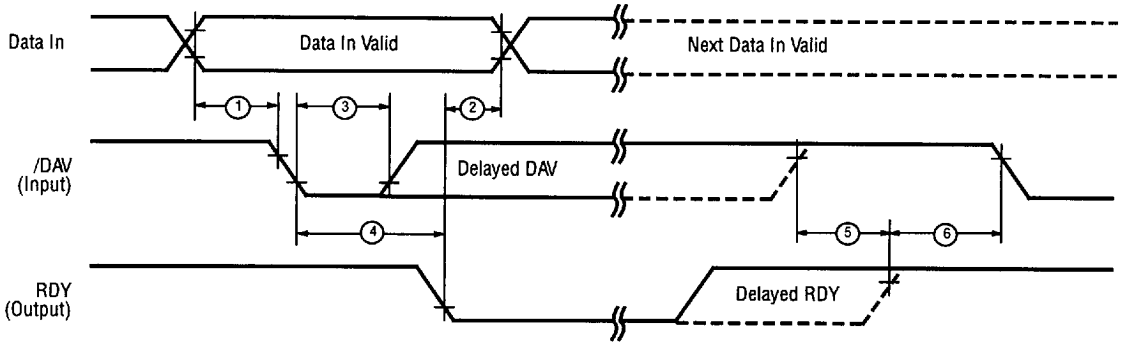 Data In
Data In Valid
Next Data In Valid
1
3
2
/DAV
(Input)
Delayed DAV
4
5
6
RDY
(Output)
Delayed RDY